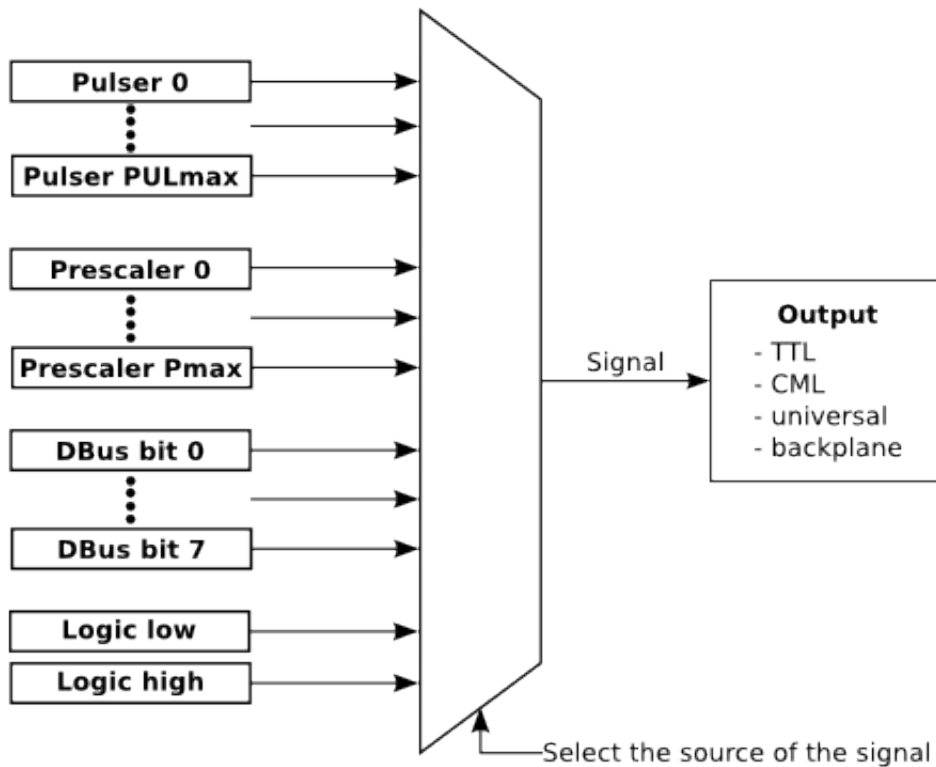 Pulser 0
Pulser PULmax
Prescaler 0
Prescaler Pmax
DBus bit 0
DBus bit 7
Logic low
Logic high
Signal
Output
- TTL
- CML
- universal
- backplane
Select the source of the signal